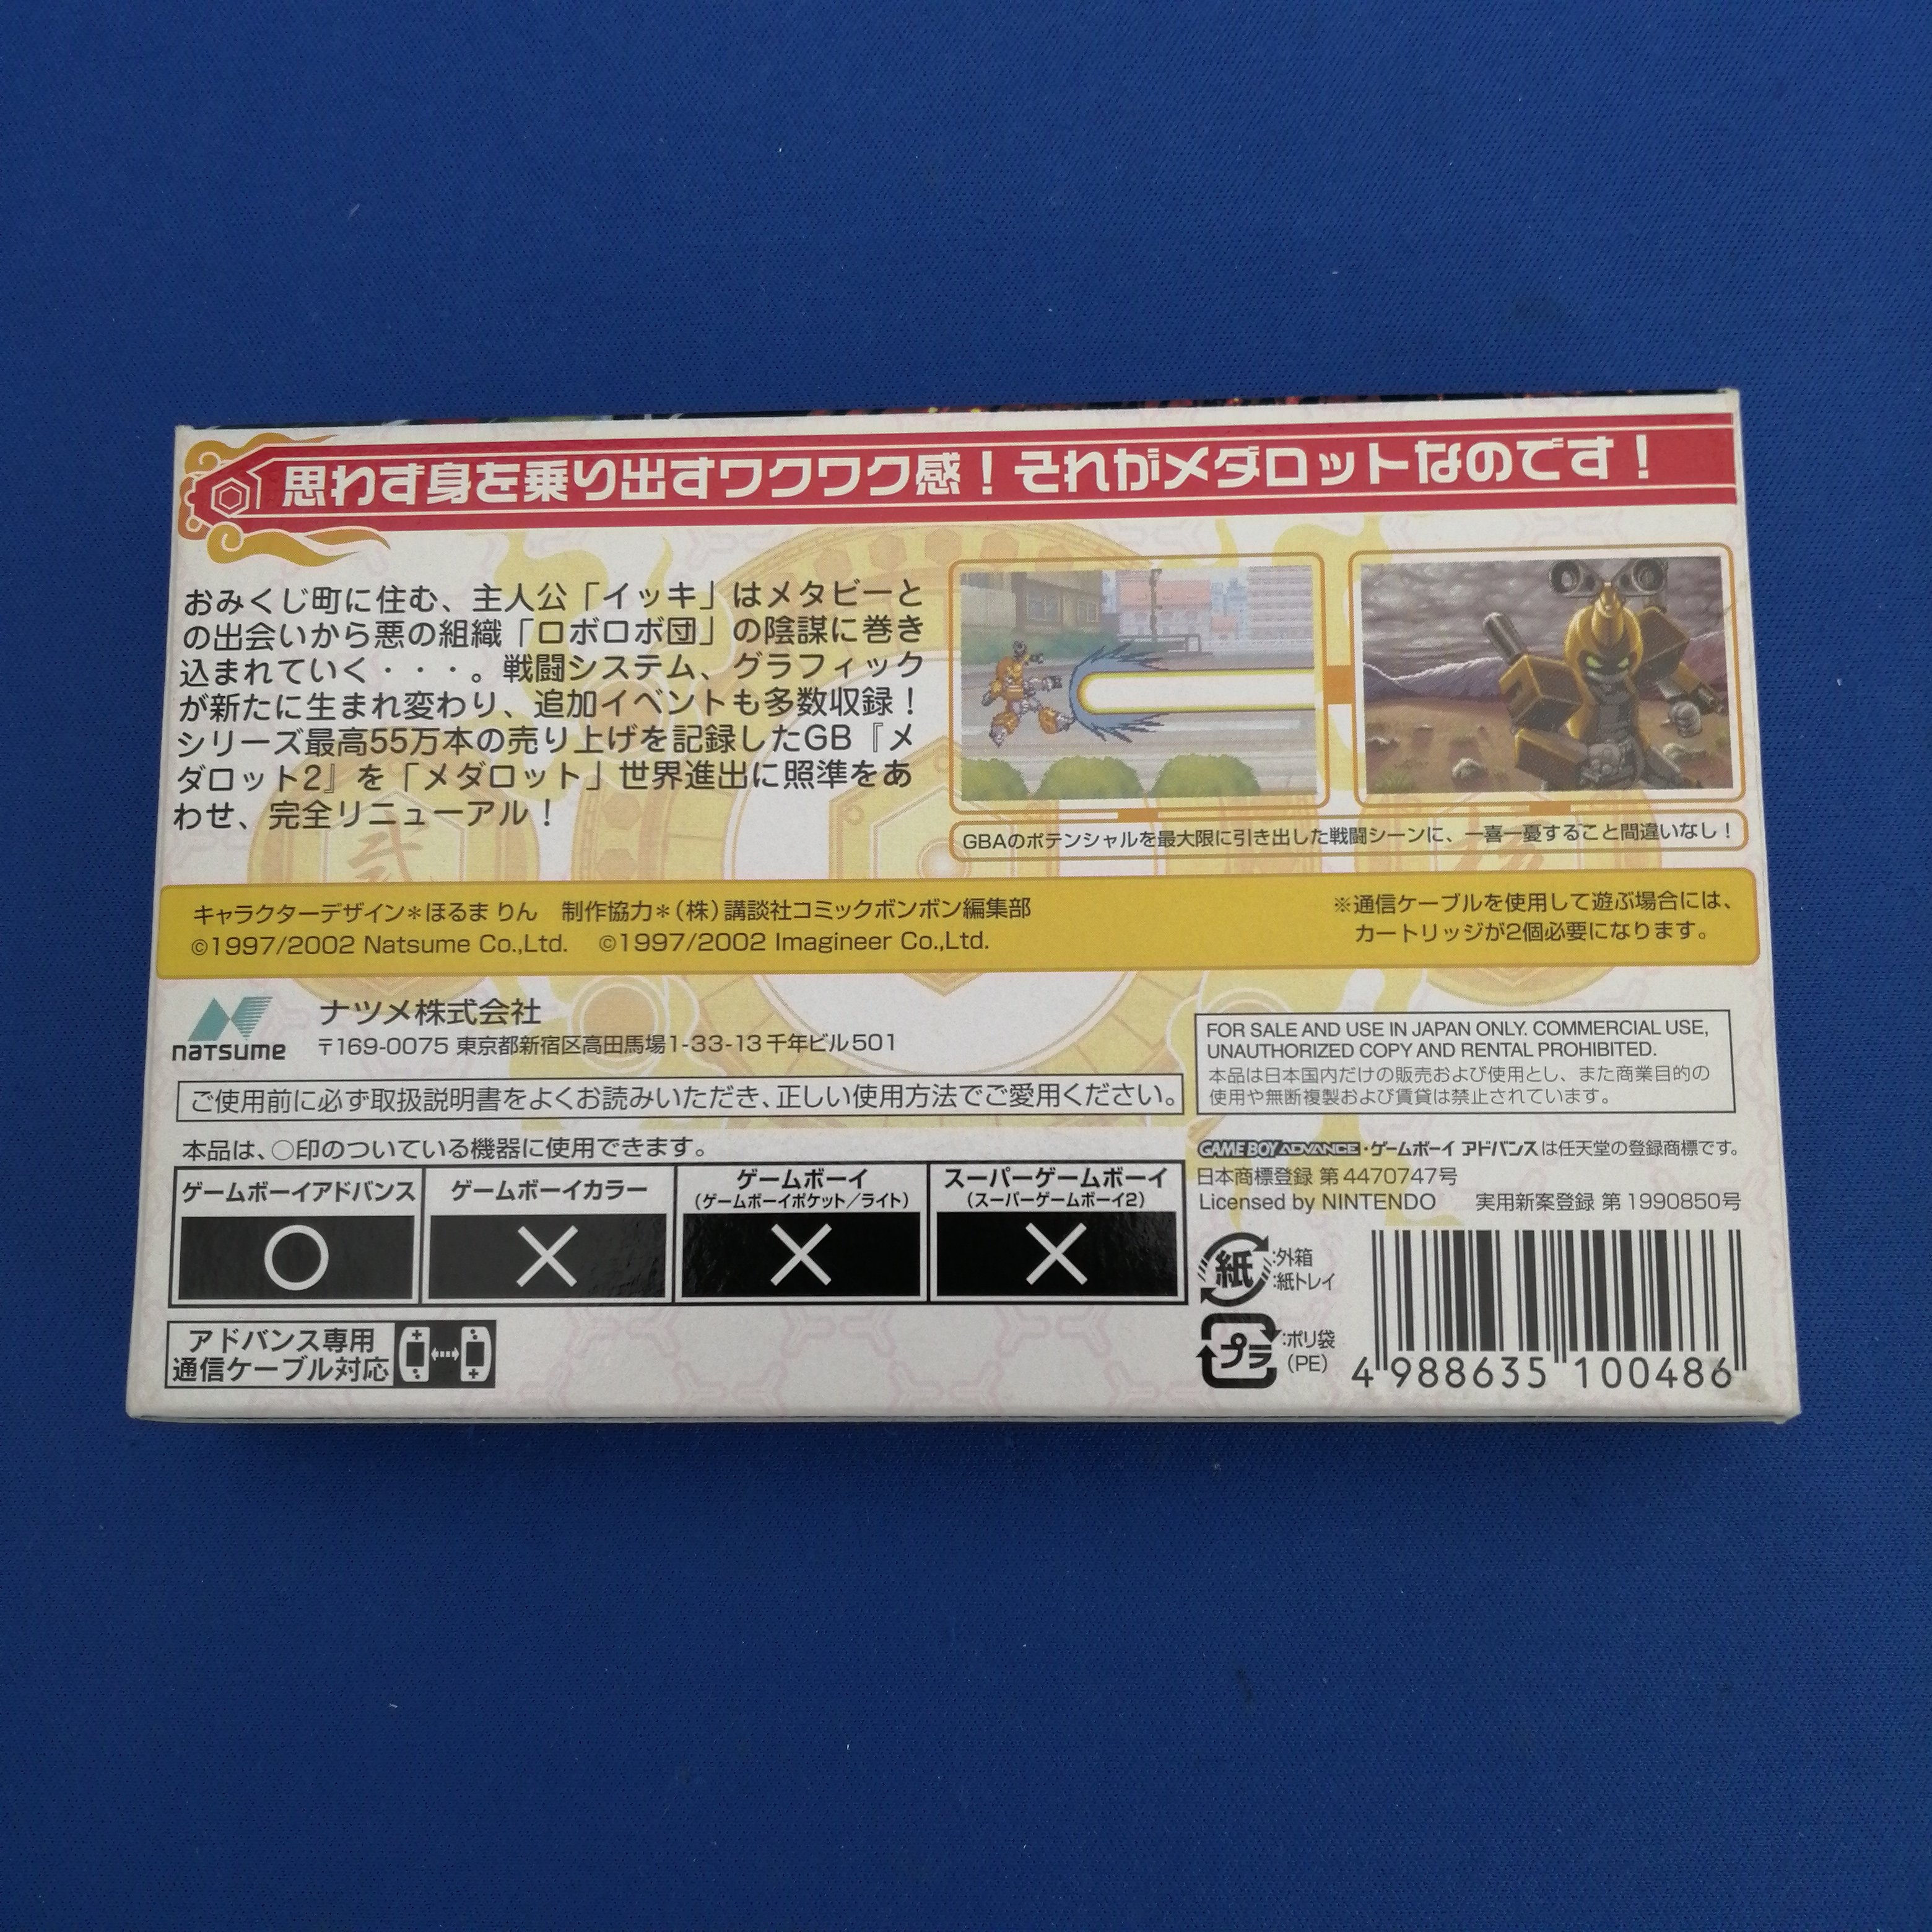 思わす身を乗り出すワクワク感！それがメダロットなのです！
おみくじ町に住む、主人公「イッキ」はメタビーと
の出会いから悪の組織「ロボロボ団」の陰謀に巻き
込まれていく・・・。戦闘システム、グラフィック
が新たに生まれ変わり、追加イベントも多数収録！
シリーズ最高55万本の売り上げを記録したGB『メ
ダロット2』を「メダロット」世界進出に照準をあ
わせ、完全リニューアル！
GBAのポテンシャルを最大限に引き出した戦闘シーンに、一喜一憂すること間違いなし！
キャラクターデザイン＊ほるま りん　制作協力＊（株）講談社コミックボンボン編集部
©1997/2002 Natsume Co.,Ltd.　©1997/2002 Imagineer Co.,Ltd.
※通信ケーブルを使用して遊ぶ場合には、
カートリッジが2個必要になります。
natsume
ナツメ株式会社
〒169-0075 東京都新宿区高田馬場1-33-13 千年ビル501
ご使用前に必ず取扱説明書をよくお読みいただき、正しい使用方法でご愛用ください。
FOR SALE AND USE IN JAPAN ONLY. COMMERCIAL USE,
UNAUTHORIZED COPY AND RENTAL PROHIBITED.
本品は日本国内だけの販売および使用とし、また商業目的の
使用や無断複製および賃貸は禁止されています。
本品は、○印のついている機器に使用できます。
ゲームボーイアドバンス
○
ゲームボーイカラー
×
ゲームボーイ
（ゲームボーイポケット／ライト）
×
スーパーゲームボーイ
（スーパーゲームボーイ2）
×
アドバンス専用
通信ケーブル対応
GAME BOY ADVANCE・ゲームボーイ アドバンスは任天堂の登録商標です。
日本商標登録 第4470747号
Licensed by NINTENDO　実用新案登録 第1990850号
紙
:外箱
:紙トレイ
プラ
:ポリ袋
（PE）
4 988635 100486